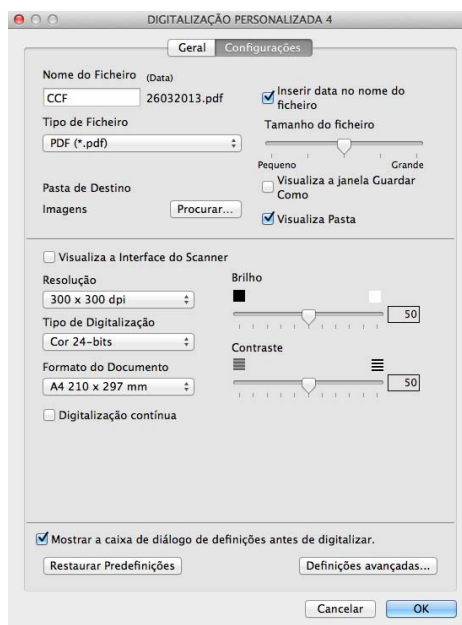 DIGITALIZAÇÃO PERSONALIZADA 4
Geral Configurações
Nome do Ficheiro (Data)
CCF 26032013.pdf
Inserir data no nome do
ficheiro
Tipo de Ficheiro
PDF (*.pdf)
Tamanho do ficheiro
Pequeno Grande
Pasta de Destino
Imagens Procurar...
Visualiza a janela Guardar
Como
Visualiza Pasta
Visualiza a Interface do Scanner
Resolução
300 x 300 dpi
Tipo de Digitalização
Cor 24-bits
Formato do Documento
A4 210 x 297 mm
Digitalização contínua
Brilho
50
Contraste
50
Mostrar a caixa de diálogo de definições antes de digitalizar.
Restaurar Predefinições Definições avançadas...
Cancelar OK